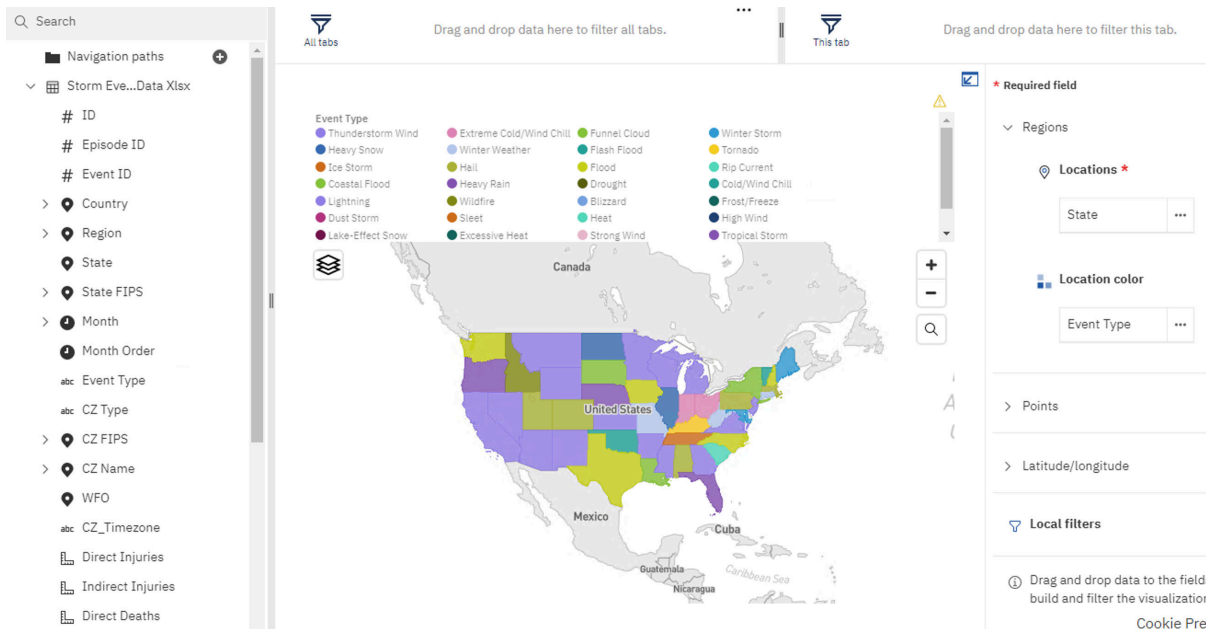 Search
Navigation paths
Storm Eve...Data Xlsx
# ID
# Episode ID
# Event ID
Country
Region
State
State FIPS
Month
Month Order
abc Event Type
abc CZ Type
CZ FIPS
CZ Name
WFO
abc CZ_Timezone
Direct Injuries
Indirect Injuries
Direct Deaths
All tabs
Drag and drop data here to filter all tabs.
This tab
Drag and drop data here to filter this tab.
Event Type
Thunderstorm Wind
Extreme Cold/Wind Chill
Funnel Cloud
Winter Storm
Heavy Snow
Winter Weather
Flash Flood
Tornado
Ice Storm
Hail
Flood
Rip Current
Coastal Flood
Heavy Rain
Drought
Cold/Wind Chill
Lightning
Wildfire
Blizzard
Frost/Freeze
Dust Storm
Sleet
Heat
High Wind
Lake-Effect Snow
Excessive Heat
Strong Wind
Tropical Storm
Canada
United States
Mexico
Cuba
Guatemala
Caribbean Sea
Nicaragua
* Required field
Regions
Locations *
State
Location color
Event Type
Points
Latitude/longitude
Local filters
Drag and drop data to the fields
build and filter the visualization
Cookie Pre